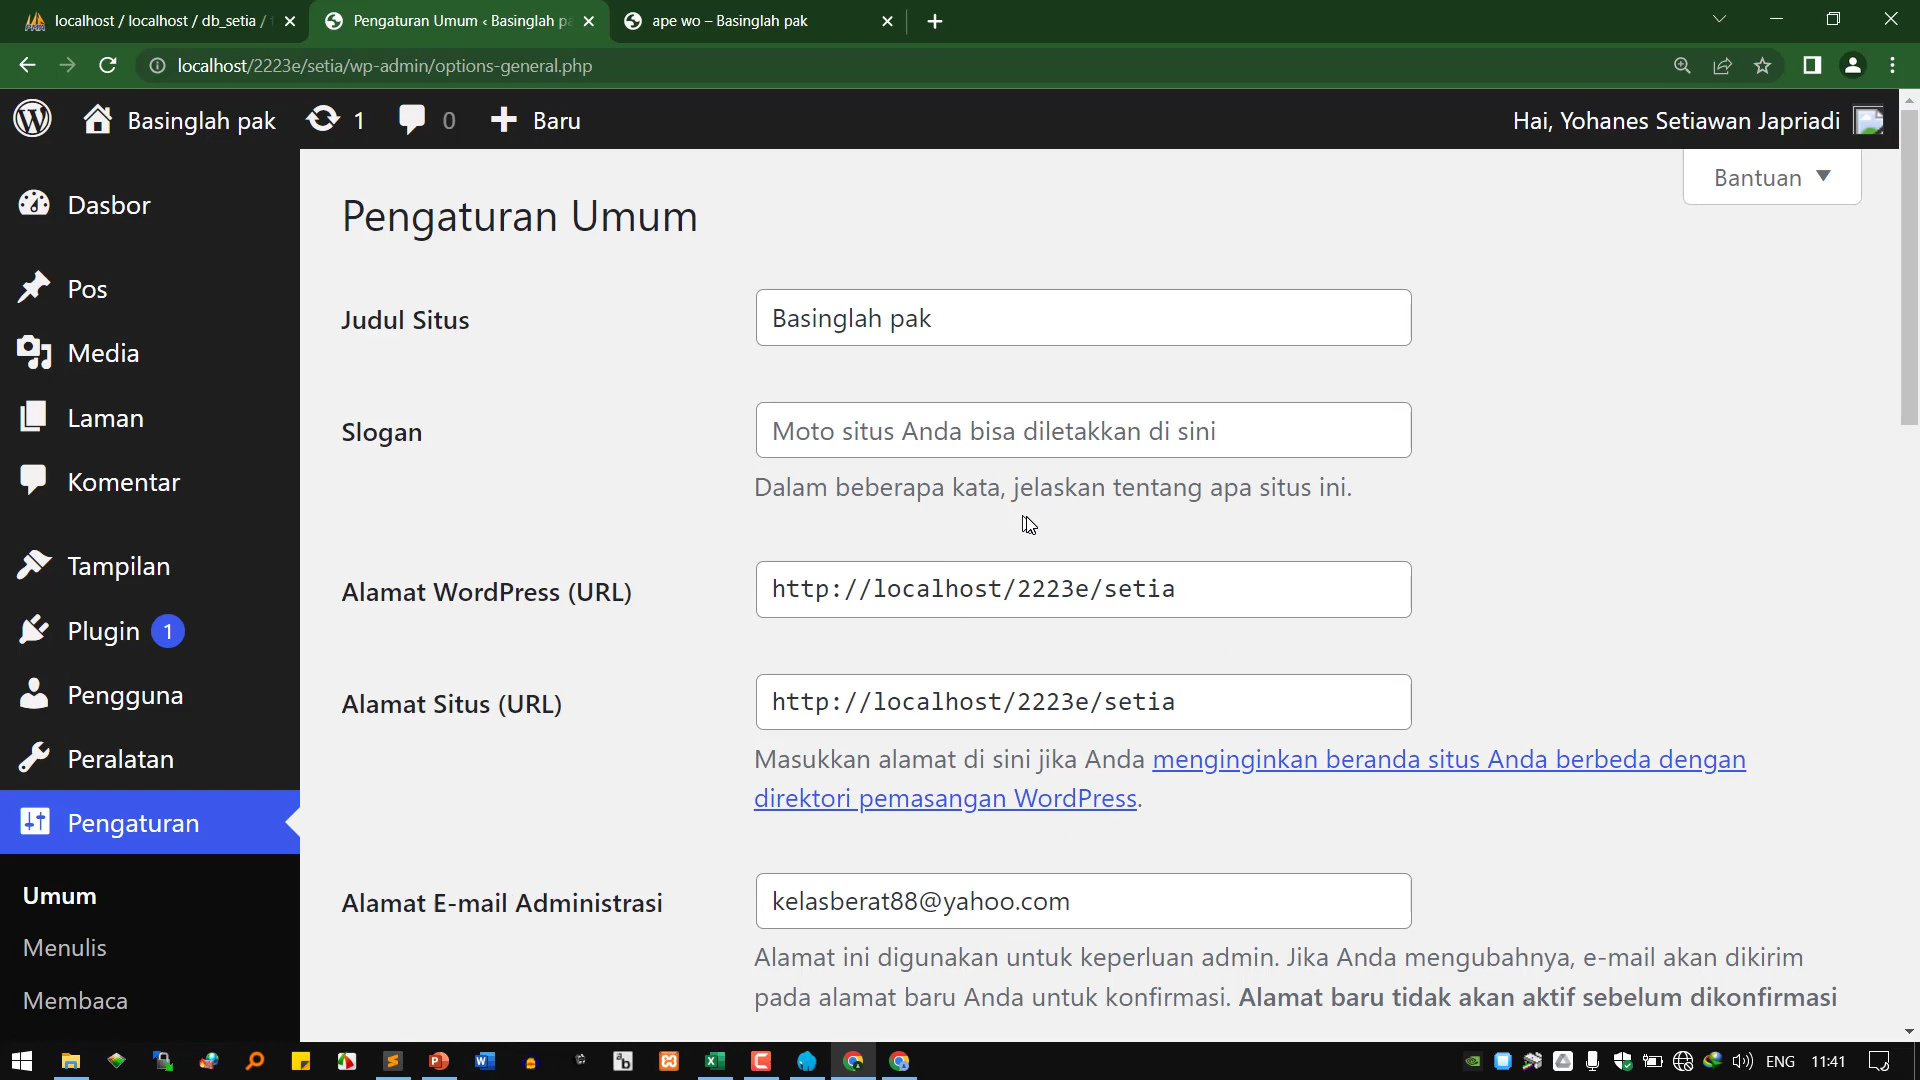 localhost / localhost / db_setia /
Pengaturan Umum ‹ Basinglah pa
ape wo – Basinglah pak
localhost/2223e/setia/wp-admin/options-general.php
Basinglah pak
1
0
Baru
Hai, Yohanes Setiawan Japriadi
Bantuan
Dasbor
Pos
Media
Laman
Komentar
Tampilan
Plugin 1
Pengguna
Peralatan
Pengaturan
Umum
Menulis
Membaca
Pengaturan Umum
Judul Situs
Basinglah pak
Slogan
Moto situs Anda bisa diletakkan di sini
Dalam beberapa kata, jelaskan tentang apa situs ini.
Alamat WordPress (URL)
http://localhost/2223e/setia
Alamat Situs (URL)
http://localhost/2223e/setia
Masukkan alamat di sini jika Anda menginginkan beranda situs Anda berbeda dengan
direktori pemasangan WordPress.
Alamat E-mail Administrasi
kelasberat88@yahoo.com
Alamat ini digunakan untuk keperluan admin. Jika Anda mengubahnya, e-mail akan dikirim
pada alamat baru Anda untuk konfirmasi. Alamat baru tidak akan aktif sebelum dikonfirmasi
ENG
11:41